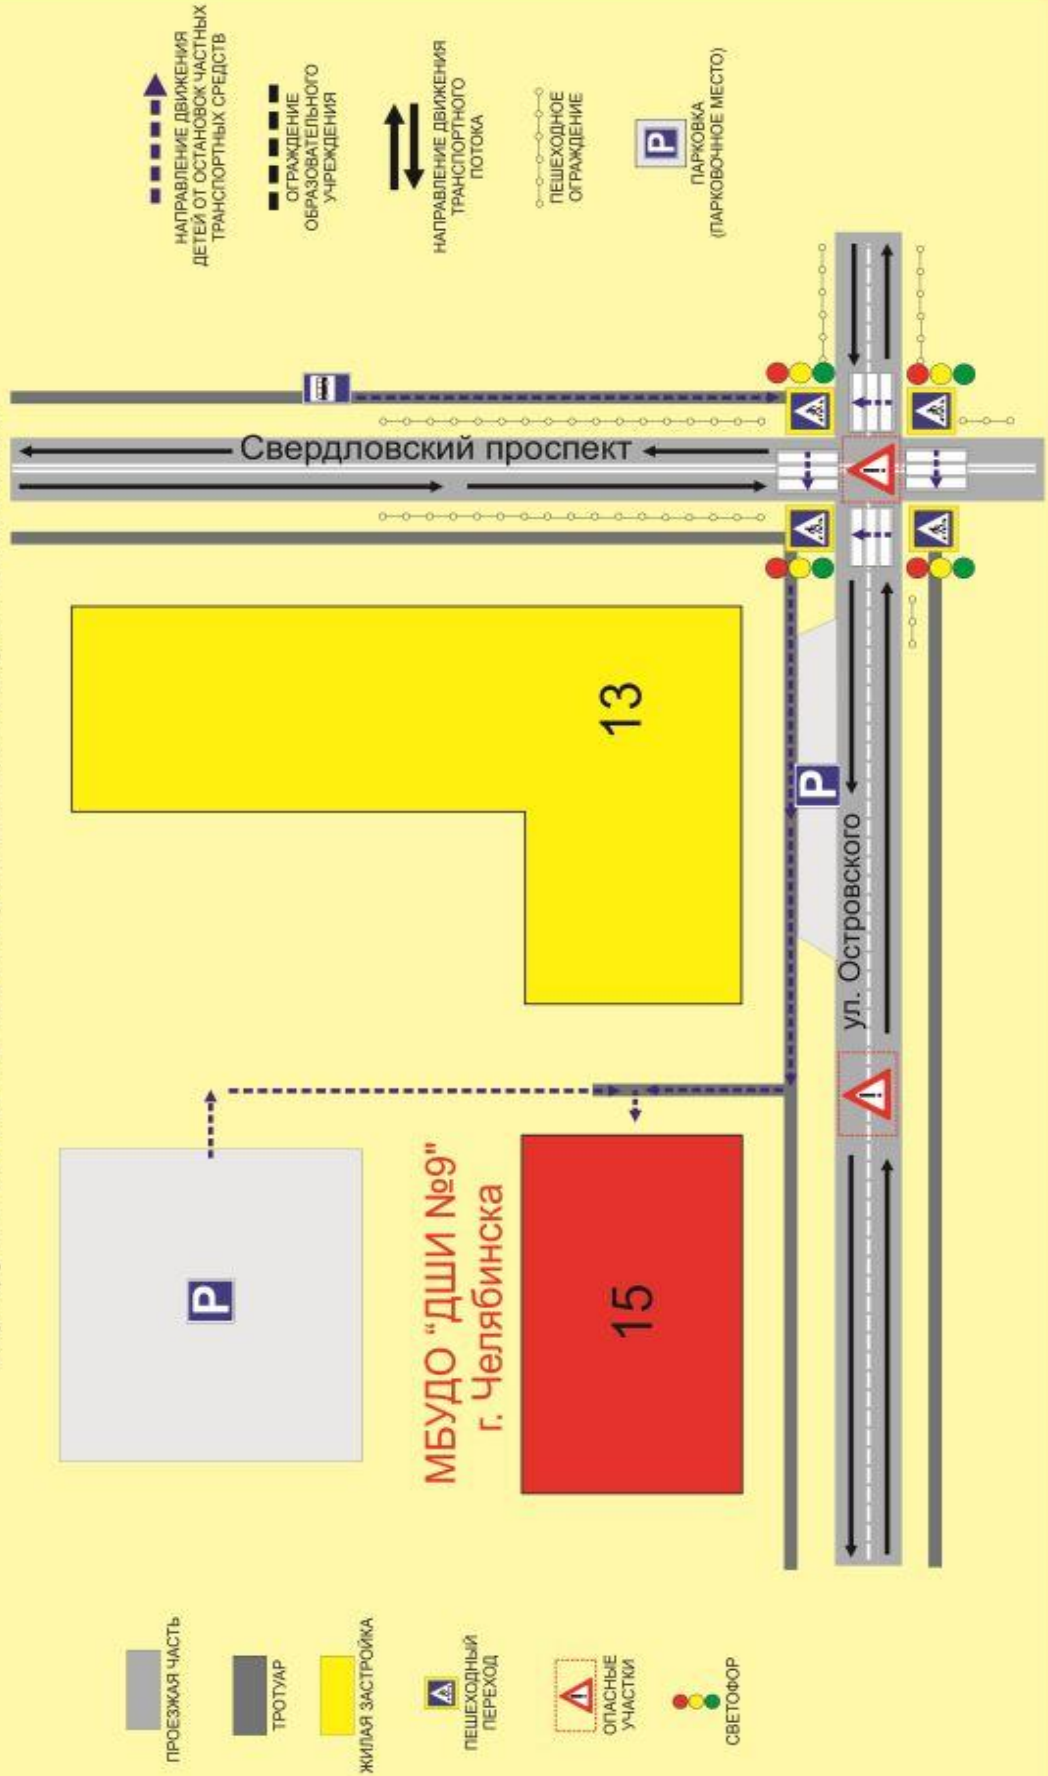 НАПРАВЛЕНИЕ ДВИЖЕНИЯ
ДЕТЕЙ ОТ ОСТАНОВОК ЧАСТНЫХ
ТРАНСПОРТНЫХ СРЕДСТВ
ОГРАЖДЕНИЕ
ОБРАЗОВАТЕЛЬНОГО
УЧРЕЖДЕНИЯ
НАПРАВЛЕНИЕ ДВИЖЕНИЯ
ТРАНСПОРТНОГО
ПОТОКА
ПЕШЕХОДНОЕ
ОГРАЖДЕНИЕ
P
ПАРКОВКА
(ПАРКОВОЧНОЕ МЕСТО)
Свердловский проспект
13
P
ул. Островского
P
МБУДО "ДШИ №9"
г. Челябинска
15
ПРОЕЗЖАЯ ЧАСТЬ
ТРОТУАР
ЖИЛАЯ ЗАСТРОЙКА
ПЕШЕХОДНЫЙ
ПЕРЕХОД
ОПАСНЫЕ
УЧАСТКИ
СВЕТОФОР